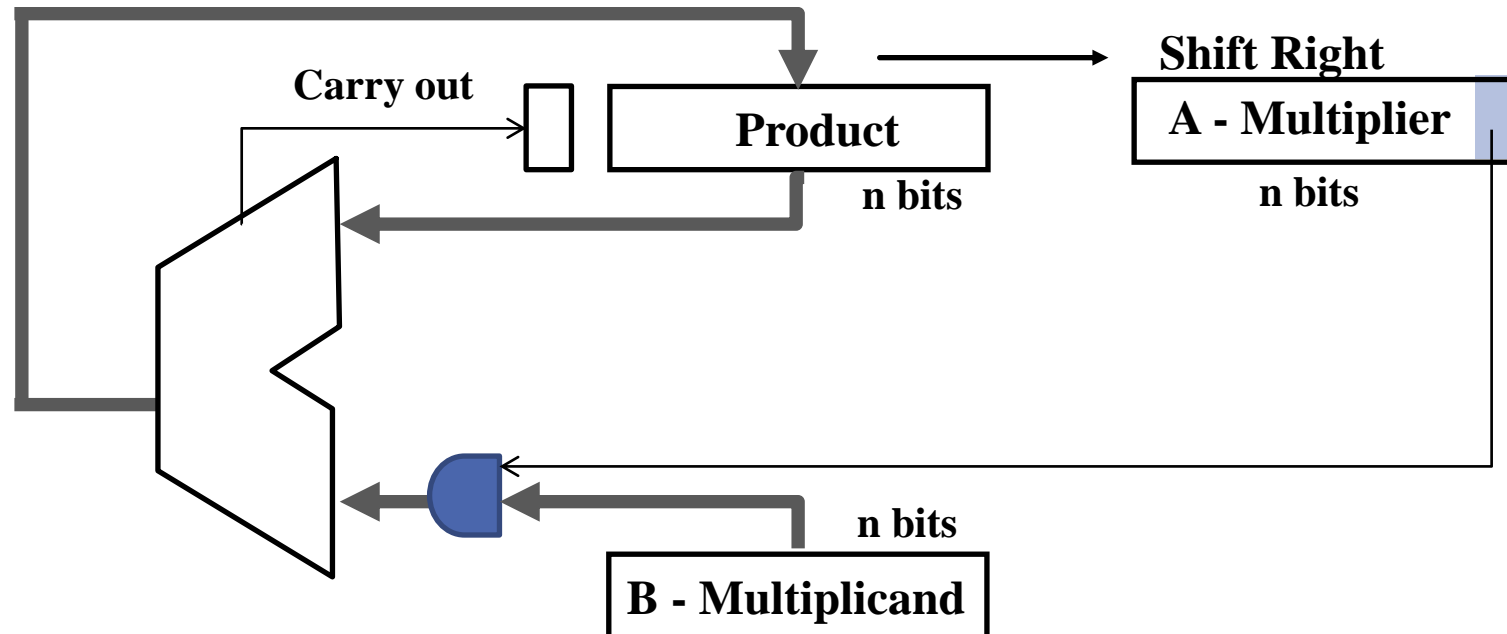 Shift Right
Carry out
Product
A - Multiplier
n bits
n bits
n bits
B - Multiplicand